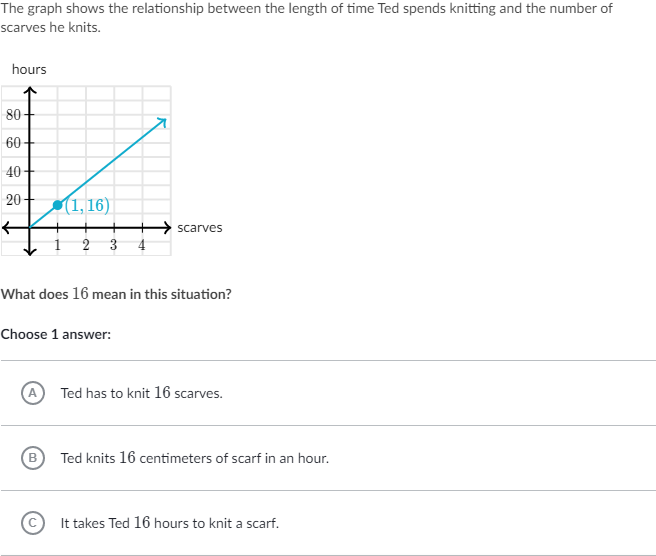 The graph shows the relationship between the length of time Ted spends knitting and the number of
scarves he knits.
hours
80
60
40
20
(1, 16)
scarves
1 2 3 4
What does 16 mean in this situation?
Choose 1 answer:
A Ted has to knit 16 scarves.
B Ted knits 16 centimeters of scarf in an hour.
C It takes Ted 16 hours to knit a scarf.